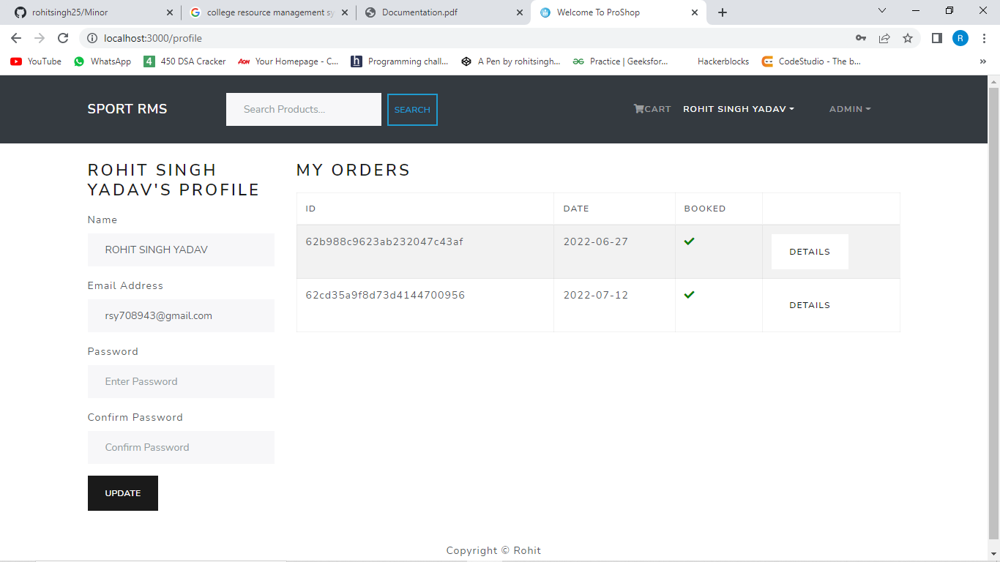 rohitsingh25/Minor
college resource management sy
Documentation.pdf
Welcome To ProShop
localhost:3000/profile
R
YouTube
WhatsApp
4 450 DSA Cracker
AON Your Homepage - C...
h Programming chall...
A Pen by rohitsingh...
Practice | Geeksfor...
Hackerblocks
CodeStudio - The b...
»
SPORT RMS
Search Products...
SEARCH
CART
ROHIT SINGH YADAV
ADMIN
ROHIT SINGH
YADAV'S PROFILE
Name
ROHIT SINGH YADAV
Email Address
rsy708943@gmail.com
Password
Enter Password
Confirm Password
Confirm Password
UPDATE
MY ORDERS
ID DATE BOOKED
62b988c9623ab232047c43af 2022-06-27 DETAILS
62cd35a9f8d73d4144700956 2022-07-12 DETAILS
Copyright © Rohit